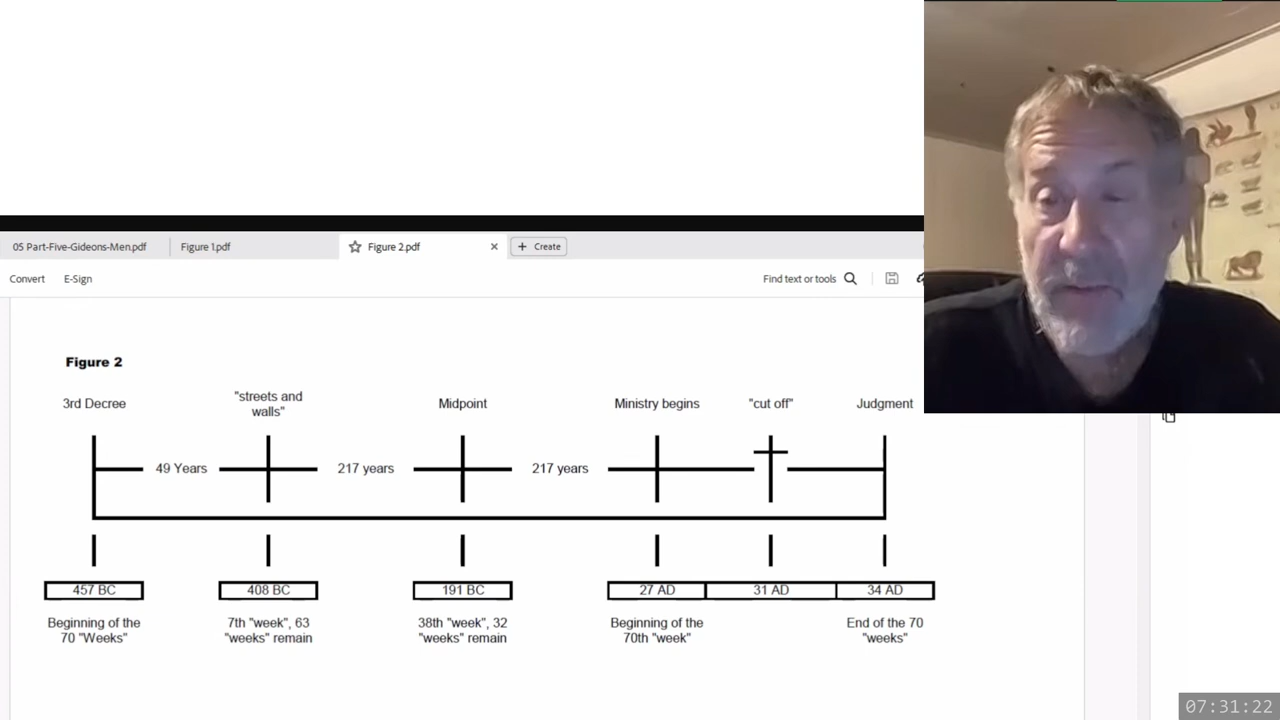 05 Part-Five-Gideons-Men.pdf
Figure 1.pdf
Figure 2.pdf
Create
Convert
E-Sign
Find text or tools
Figure 2
3rd Decree
"streets and
walls"
Midpoint
Ministry begins
"cut off"
Judgment
49 Years
217 years
217 years
457 BC
408 BC
191 BC
27 AD
31 AD
34 AD
Beginning of the
70 "Weeks"
7th "week", 63
"weeks" remain
38th "week", 32
"weeks" remain
Beginning of the
70th "week"
End of the 70
"weeks"
07:31:22